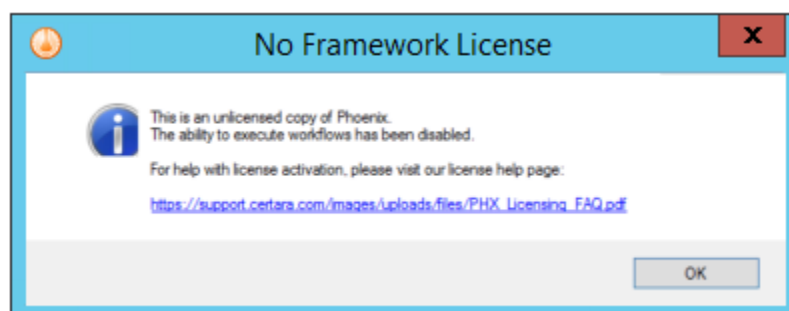 No Framework License
X
This is an unlicensed copy of Phoenix.
The ability to execute workflows has been disabled.
For help with license activation, please visit our license help page:
https://support.certara.com/images/uploads/files/PHX_Licensing_FAQ.pdf
OK